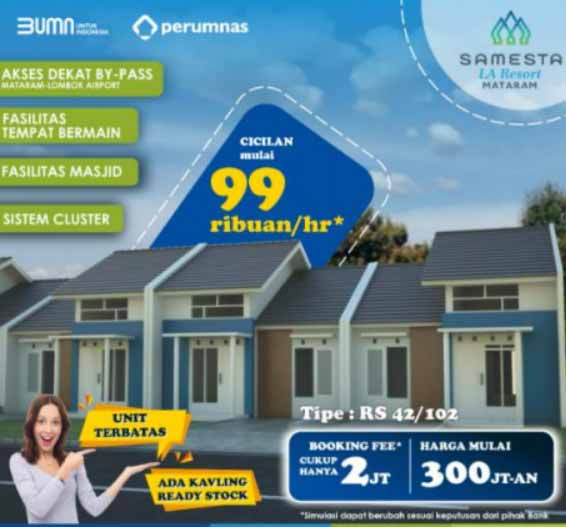 BUMN UNTUK
INDONESIA
perumnas
SAMESTA
LA Resort
MATARAM
AKSES DEKAT BY-PASS
MATARAM-LOMBOK AIRPORT
FASILITAS
TEMPAT BERMAIN
FASILITAS MASJID
SISTEM CLUSTER
CICILAN
mulai
99
ribuan/hr*
UNIT
TERBATAS
ADA KAVLING
READY STOCK
Tipe : RS 42/102
BOOKING FEE*
CUKUP
HANYA 2JT
HARGA MULAI
300JT-AN
*Simulasi dapat berubah sesuai keputusan dari pihak Bank